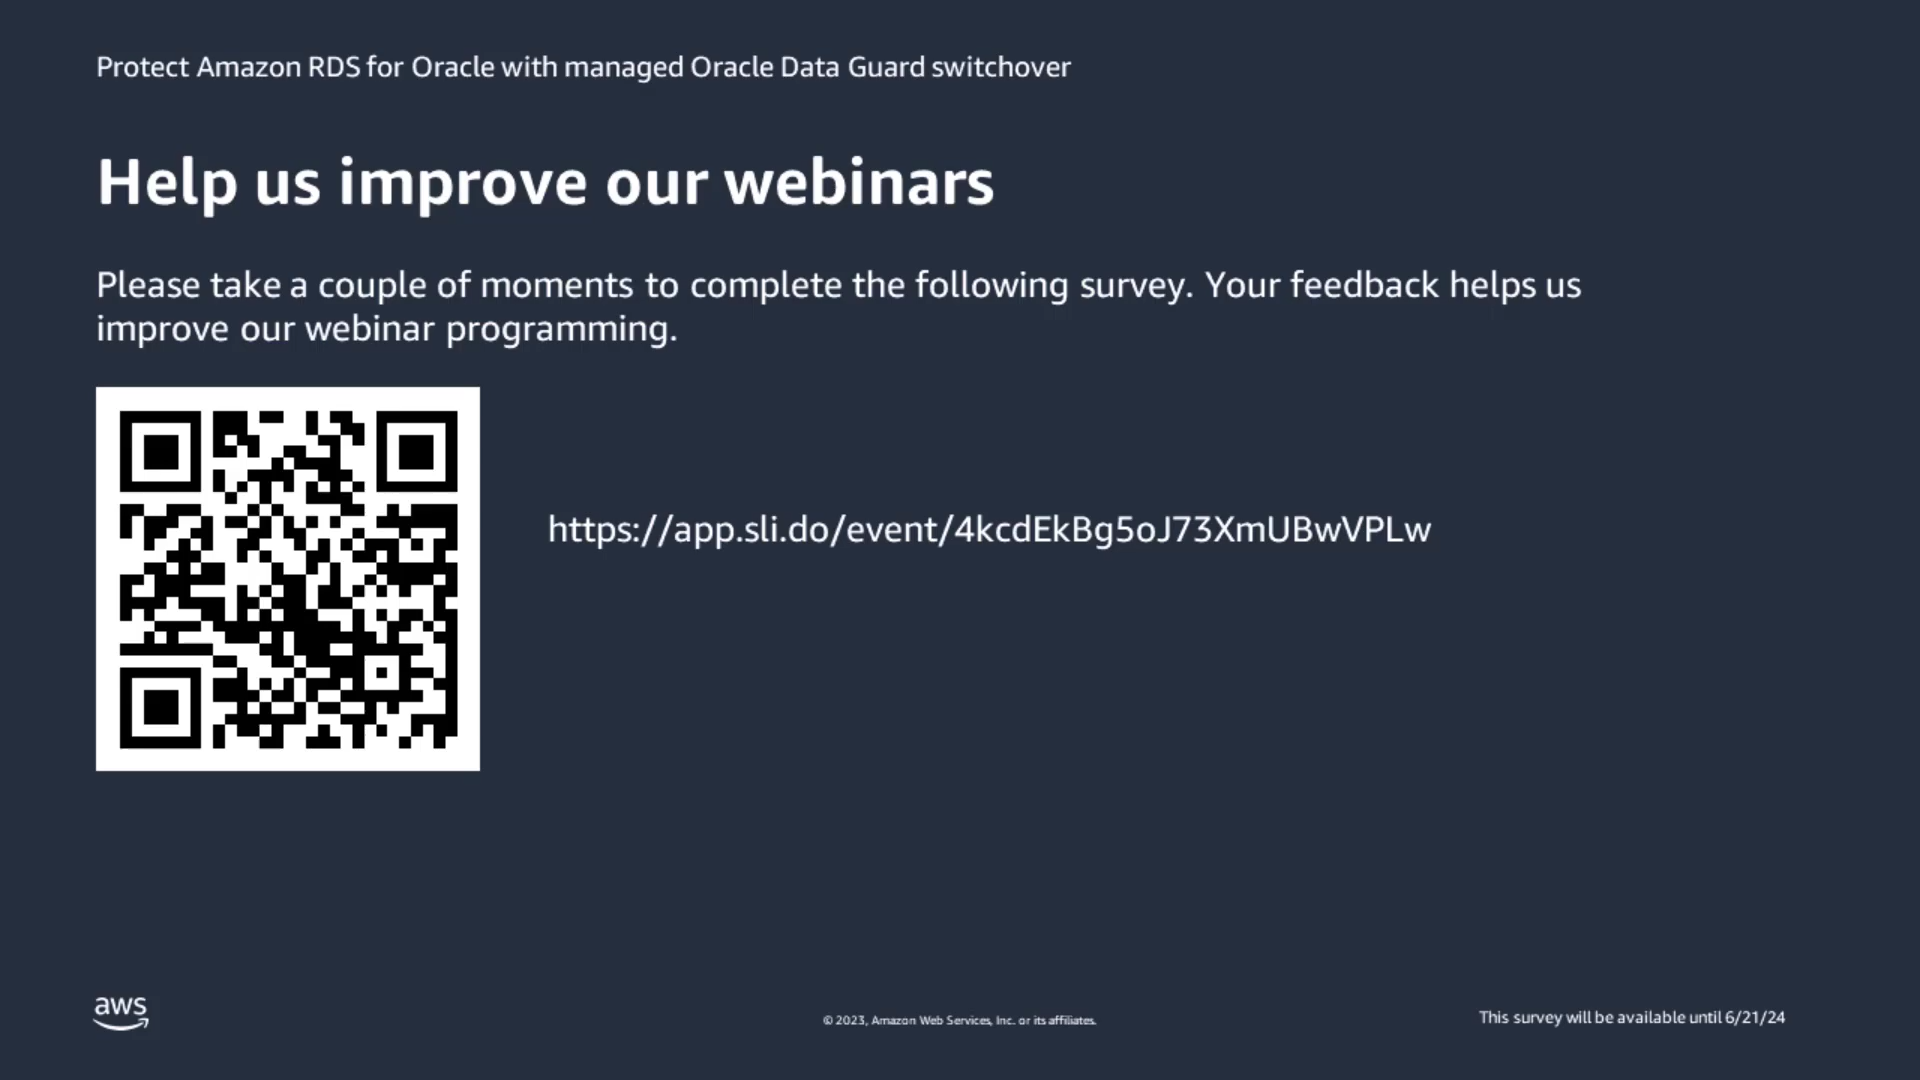 Protect Amazon RDS for Oracle with managed Oracle Data Guard switchover
Help us improve our webinars
Please take a couple of moments to complete the following survey. Your feedback helps us
improve our webinar programming.
https://app.sli.do/event/4kcdEkBg5oJ73XmUBwVPLw
aws
© 2023, Amazon Web Services, Inc. or its affiliates.
This survey will be available until 6/21/24